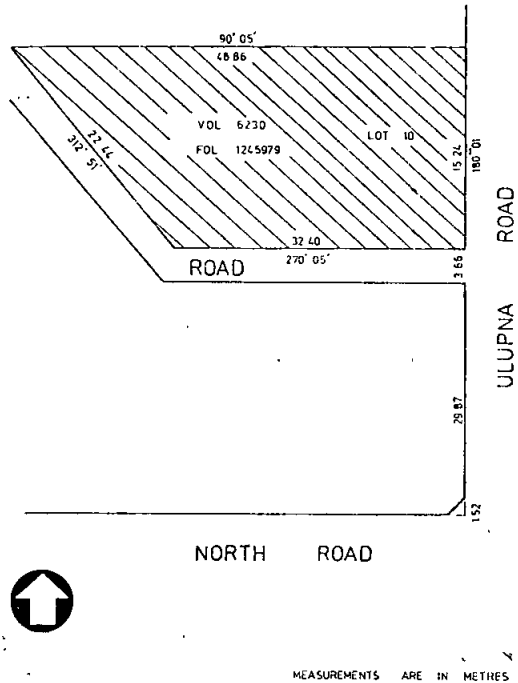 90° 05'
48 86
VOL 6230
LOT 10
FOL 1245979
22 44
312° 51'
15 24
180° 01
32 40
270° 05'
ROAD
3.66
ULUPNA ROAD
29.87
1.52
NORTH ROAD
MEASUREMENTS ARE IN METRES